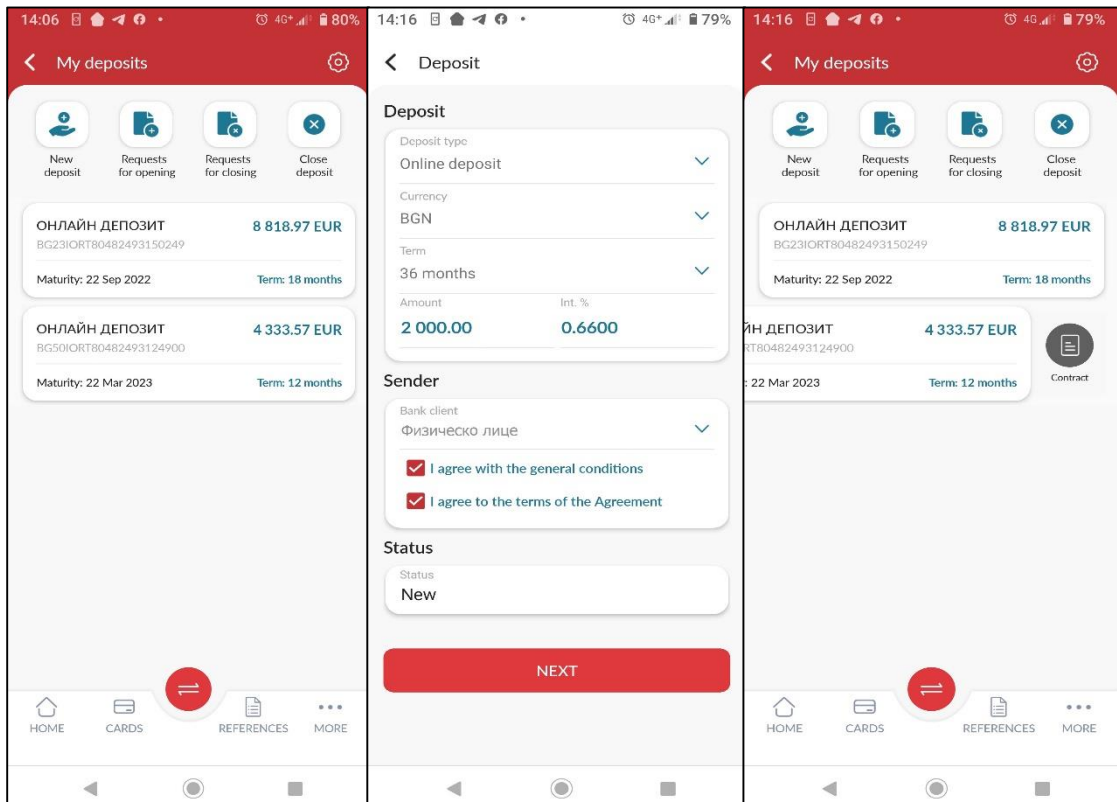 14:06
4G+
80%
My deposits
New deposit
Requests for opening
Requests for closing
Close deposit
ОНЛАЙН ДЕПОЗИТ
8 818.97 EUR
BG23IORT80482493150249
Maturity: 22 Sep 2022
Term: 18 months
ОНЛАЙН ДЕПОЗИТ
4 333.57 EUR
BG50IORT80482493124900
Maturity: 22 Mar 2023
Term: 12 months
HOME
CARDS
REFERENCES
MORE
14:16
4G+
79%
Deposit
Deposit
Deposit type
Online deposit
Currency
BGN
Term
36 months
Amount
Int. %
2 000.00
0.6600
Sender
Bank client
Физическо лице
I agree with the general conditions
I agree to the terms of the Agreement
Status
Status
New
NEXT
14:16
4G
79%
My deposits
New deposit
Requests for opening
Requests for closing
Close deposit
ОНЛАЙН ДЕПОЗИТ
8 818.97 EUR
BG23IORT80482493150249
Maturity: 22 Sep 2022
Term: 18 months
ЙН ДЕПОЗИТ
4 333.57 EUR
RT80482493124900
: 22 Mar 2023
Term: 12 months
Contract
HOME
CARDS
REFERENCES
MORE